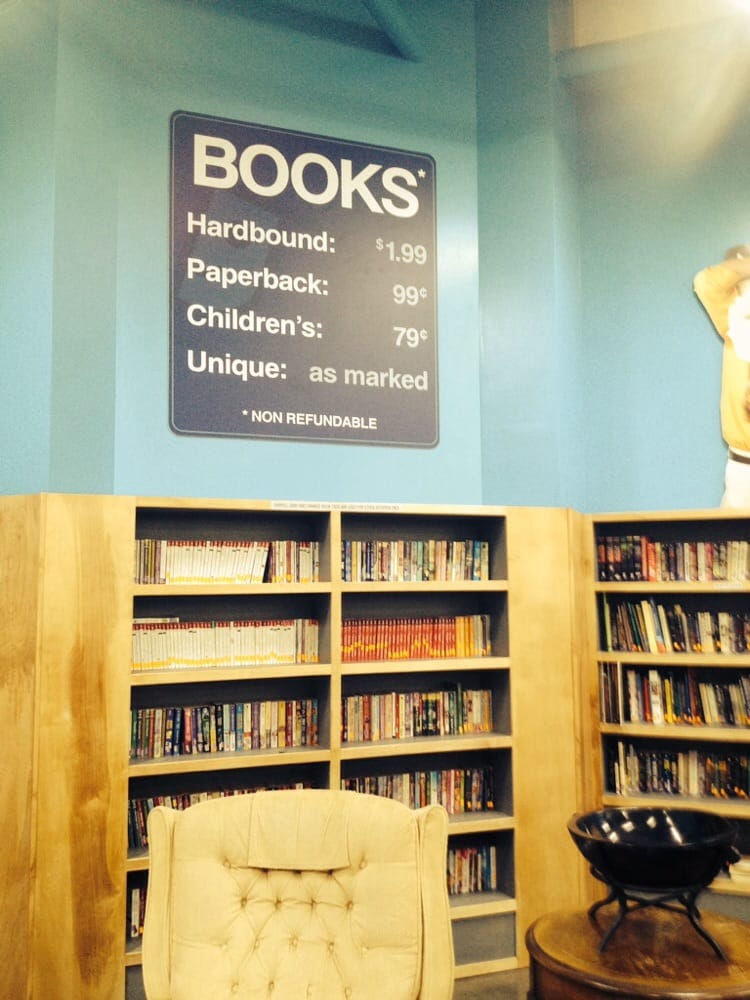 BOOKS*
Hardbound: $1.99
Paperback: 99¢
Children's: 79¢
Unique: as marked
* NON REFUNDABLE